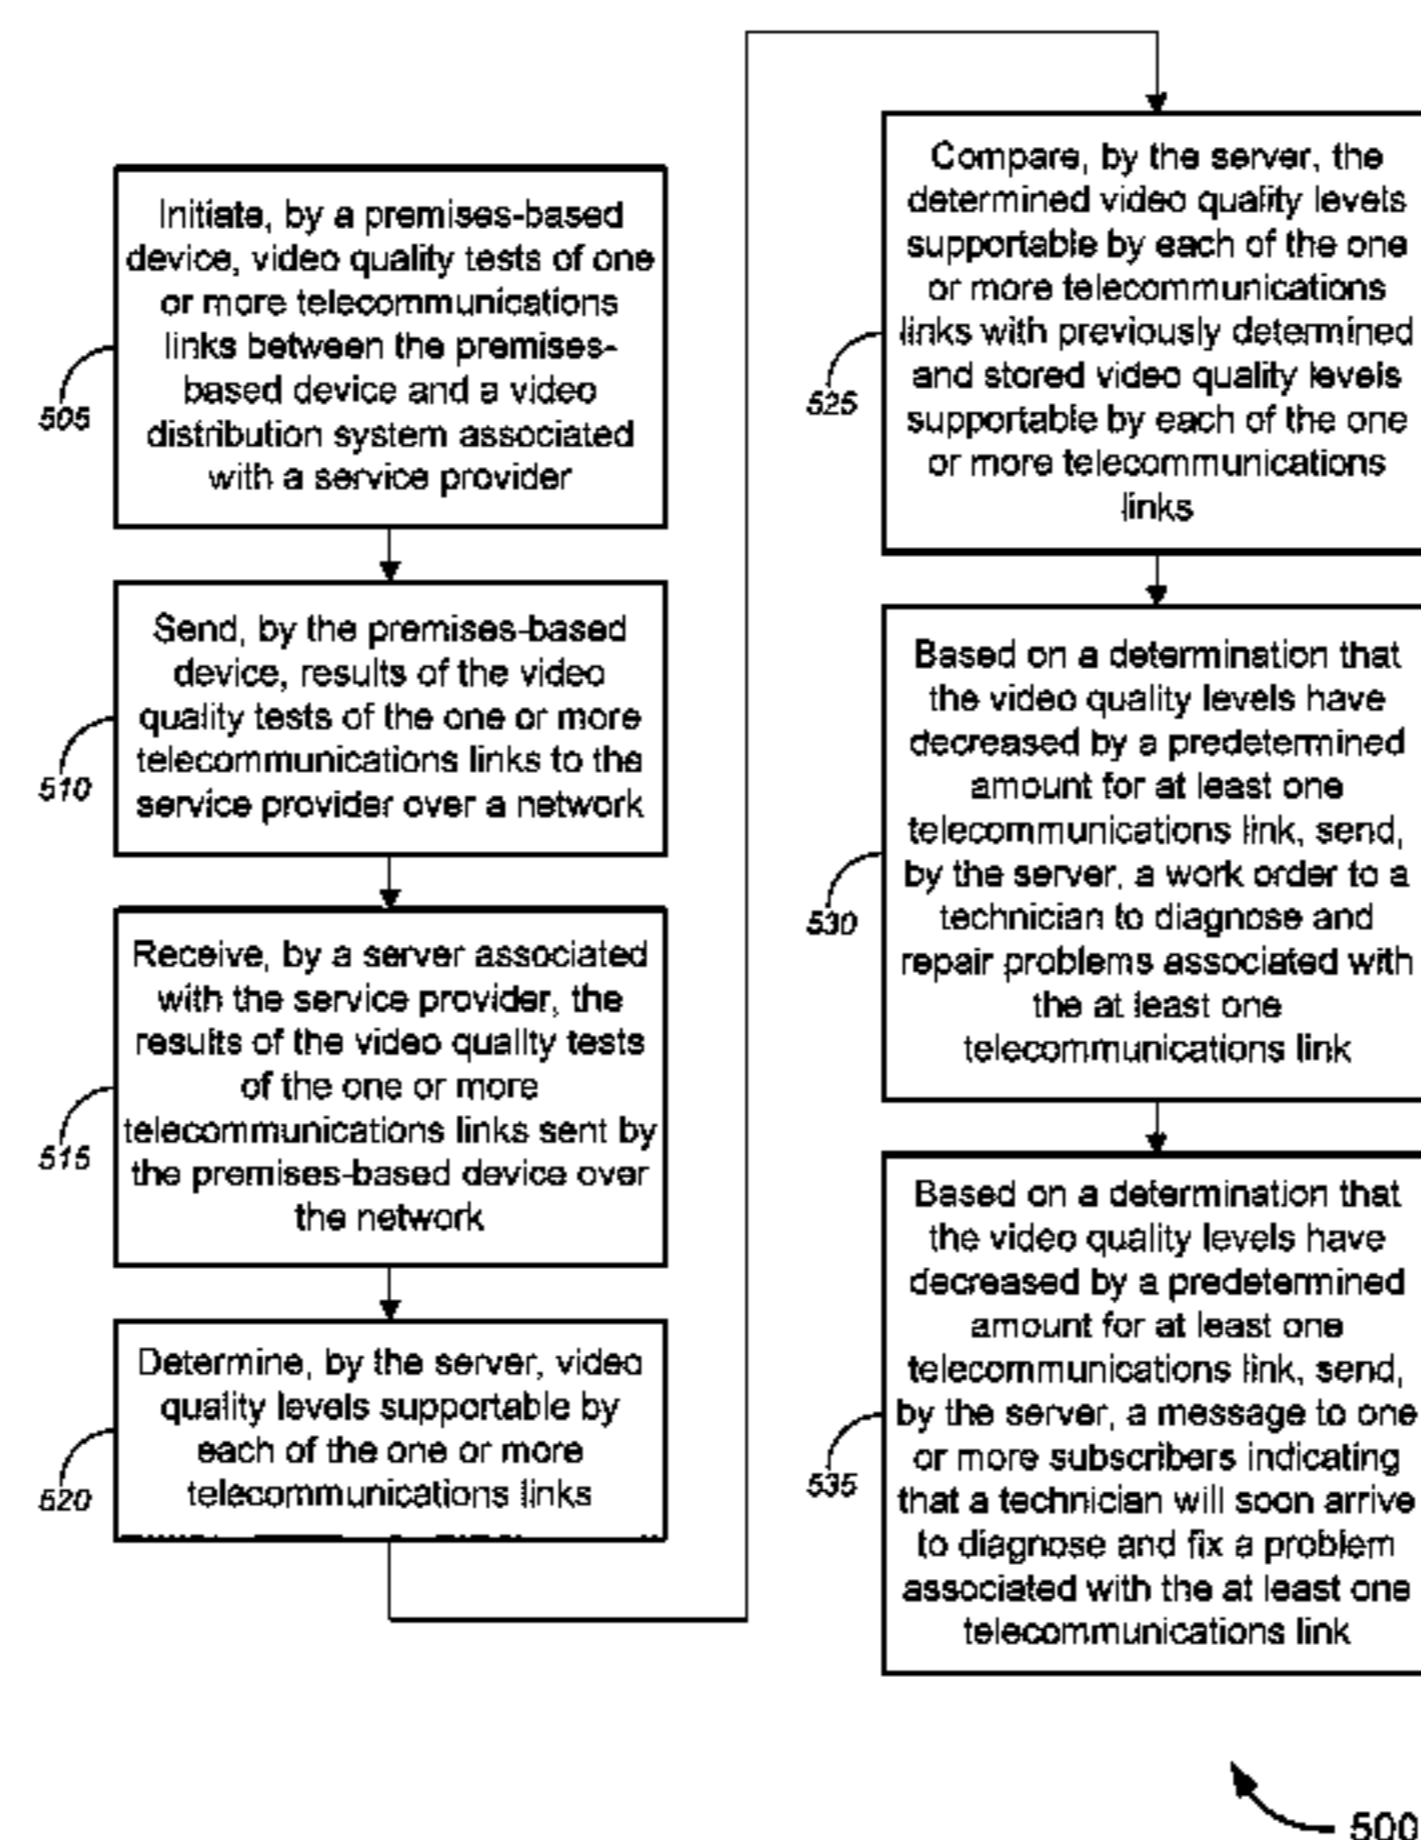 Initiate, by a premises-based
device, video quality tests of one
or more telecommunications
links between the premises-
based device and a video
distribution system associated
with a service provider
505
Send, by the premises-based
device, results of the video
quality tests of the one or more
telecommunications links to the
service provider over a network
510
Receive, by a server associated
with the service provider, the
results of the video quality tests
of the one or more
telecommunications links sent by
the premises-based device over
the network
515
Determine, by the server, video
quality levels supportable by
each of the one or more
telecommunications links
520
Compare, by the server, the
determined video quality levels
supportable by each of the one
or more telecommunications
links with previously determined
and stored video quality levels
supportable by each of the one
or more telecommunications
links
525
Based on a determination that
the video quality levels have
decreased by a predetermined
amount for at least one
telecommunications link, send,
by the server, a work order to a
technician to diagnose and
repair problems associated with
the at least one
telecommunications link
530
Based on a determination that
the video quality levels have
decreased by a predetermined
amount for at least one
telecommunications link, send,
by the server, a message to one
or more subscribers indicating
that a technician will soon arrive
to diagnose and fix a problem
associated with the at least one
telecommunications link
535
500